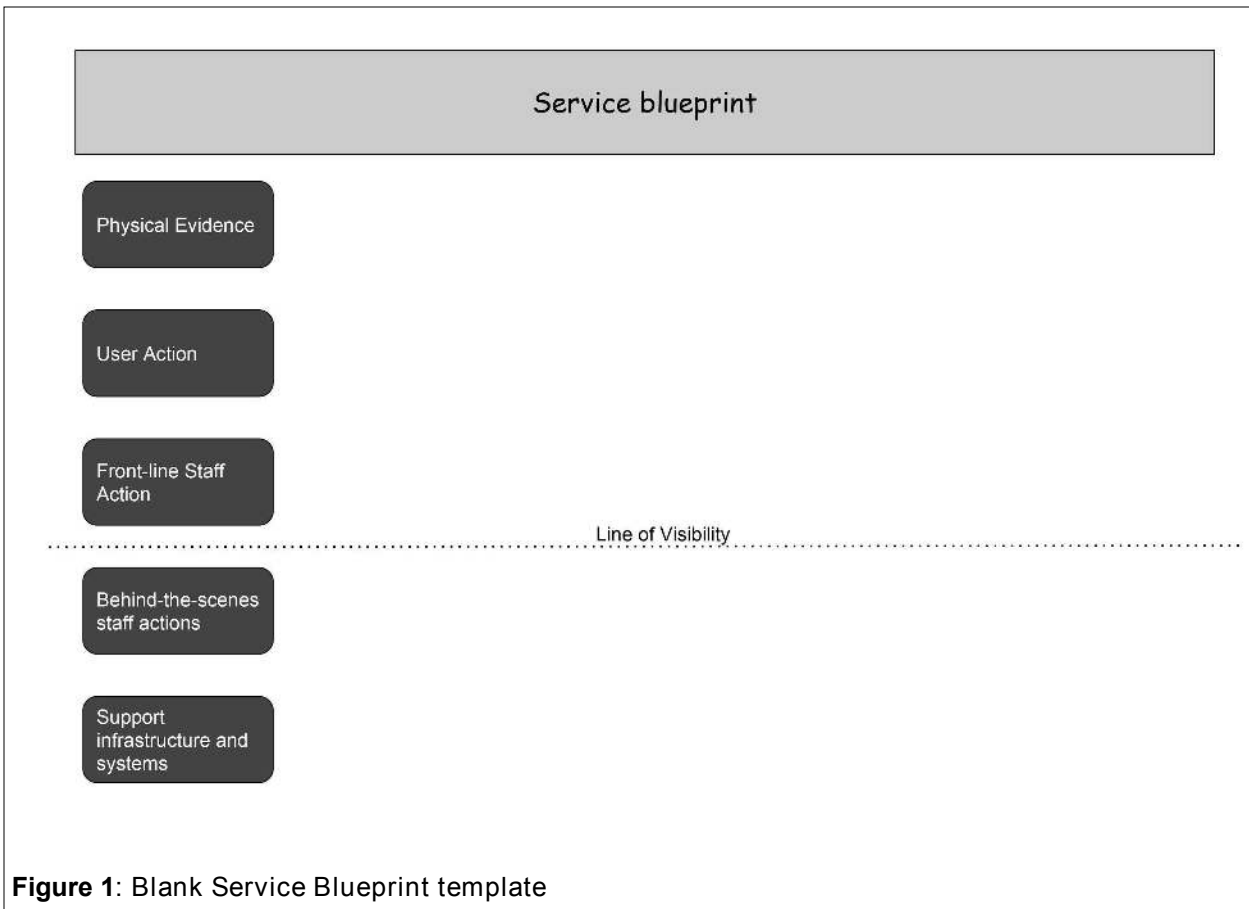 Service blueprint
Physical Evidence
User Action
Front-line Staff
Action
Line of Visibility
Behind-the-scenes
staff actions
Support
infrastructure and
systems
Figure 1: Blank Service Blueprint template